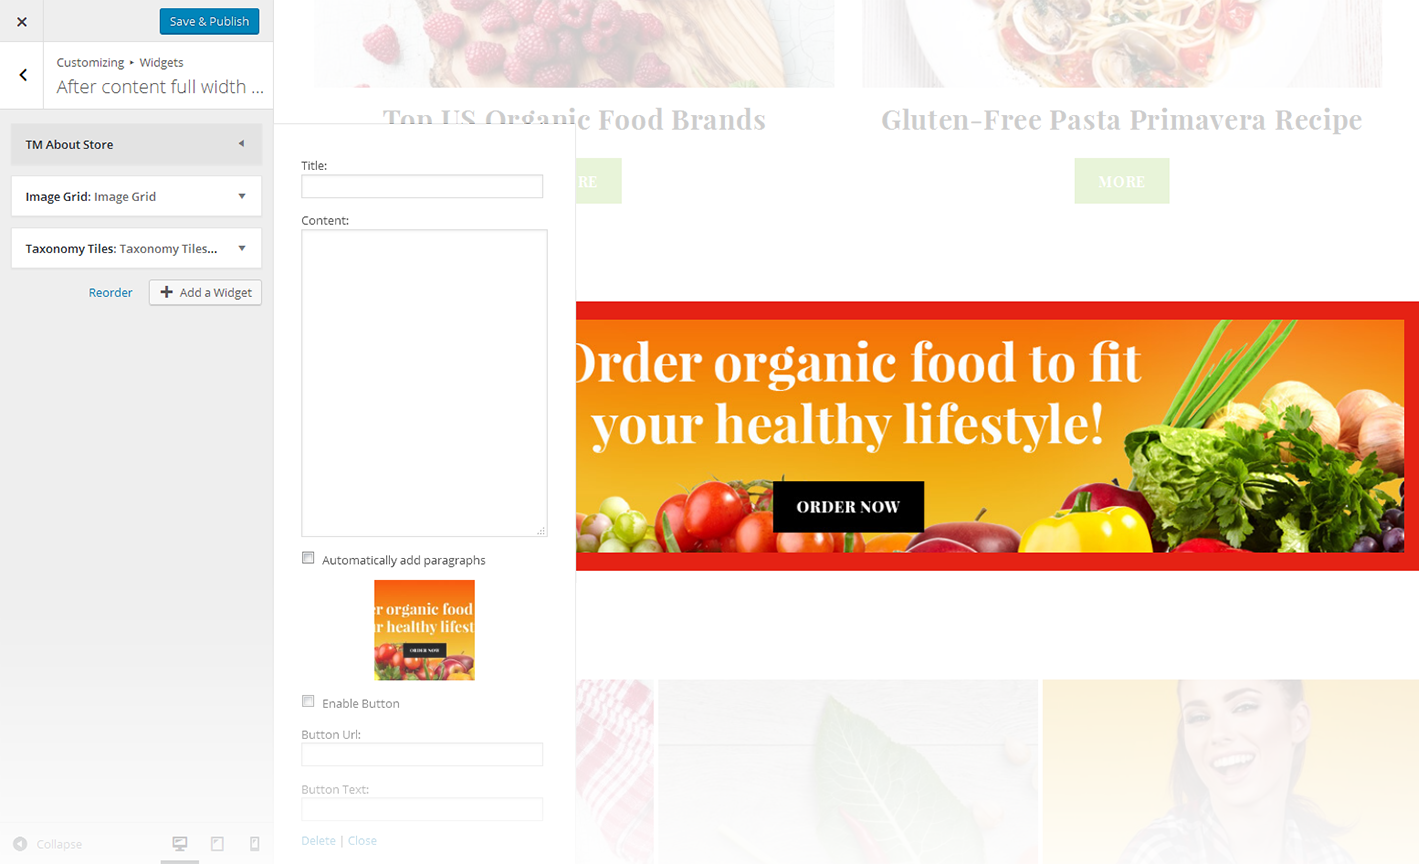 Save & Publish
Customizing ▸ Widgets
After content full width ...
TM About Store
Image Grid: Image Grid
Taxonomy Tiles: Taxonomy Tiles...
Reorder
Add a Widget
Collapse
Title:
Content:
Automatically add paragraphs
er organic food
ur healthy lifest
ORDER NOW
Enable Button
Button Url:
Button Text:
Delete | Close
Top US Organic Food Brands
RE
Gluten-Free Pasta Primavera Recipe
MORE
Order organic food to fit
your healthy lifestyle!
ORDER NOW